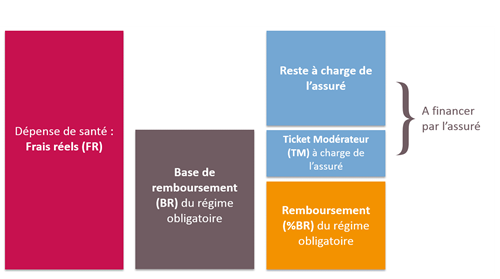 Dépense de santé :
Frais réels (FR)
Base de
remboursement
(BR) du régime
obligatoire
Reste à charge de
l'assuré
Ticket Modérateur
(TM) à charge de
l'assuré
Remboursement
(%BR) du régime
obligatoire
A financer
par l'assuré